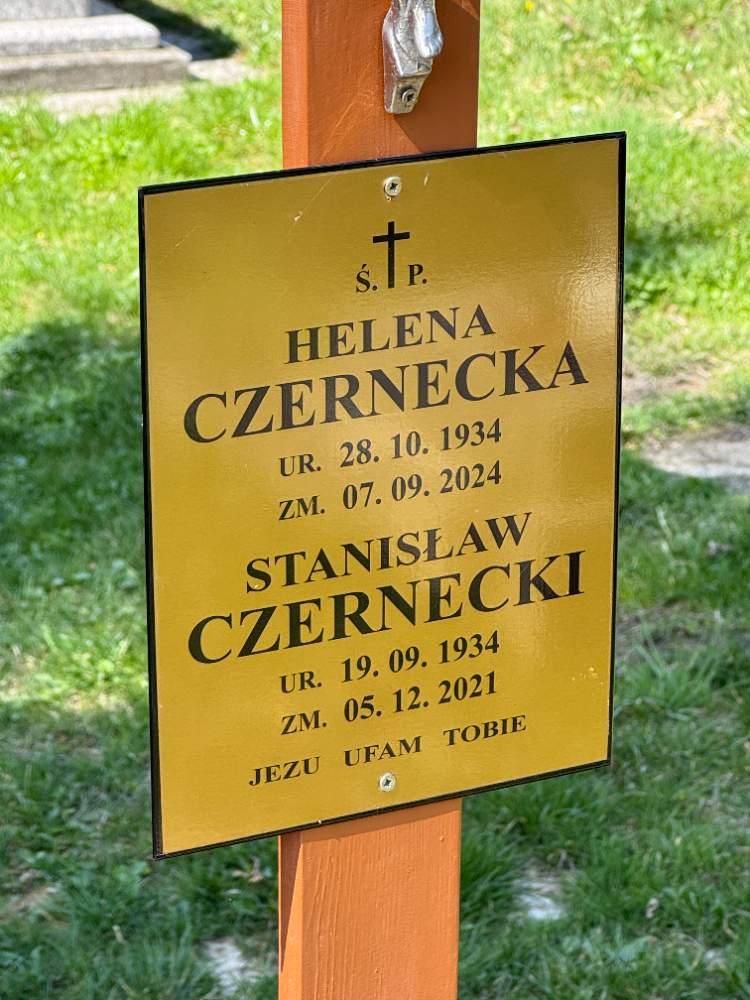 Ś. P.
HELENA
CZERNECKA
UR. 28. 10. 1934
ZM. 07. 09. 2024
STANISŁAW
CZERNECKI
UR. 19. 09. 1934
ZM. 05. 12. 2021
JEZU UFAM TOBIE